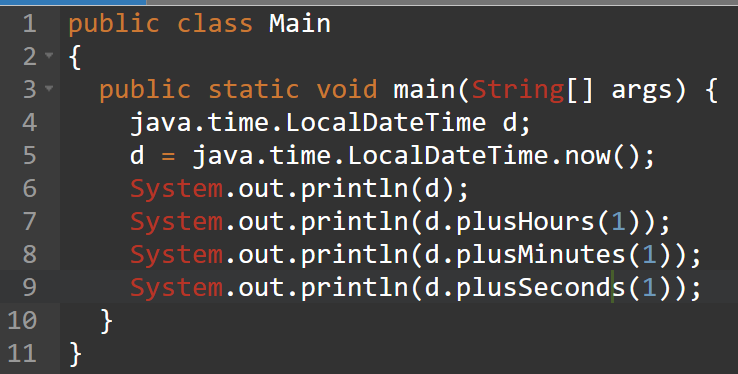 1 public class Main
2 {
3 public static void main(String[] args) {
4 java.time.LocalDateTime d;
5 d = java.time.LocalDateTime.now();
6 System.out.println(d);
7 System.out.println(d.plusHours(1));
8 System.out.println(d.plusMinutes(1));
9 System.out.println(d.plusSeconds(1));
10 }
11 }